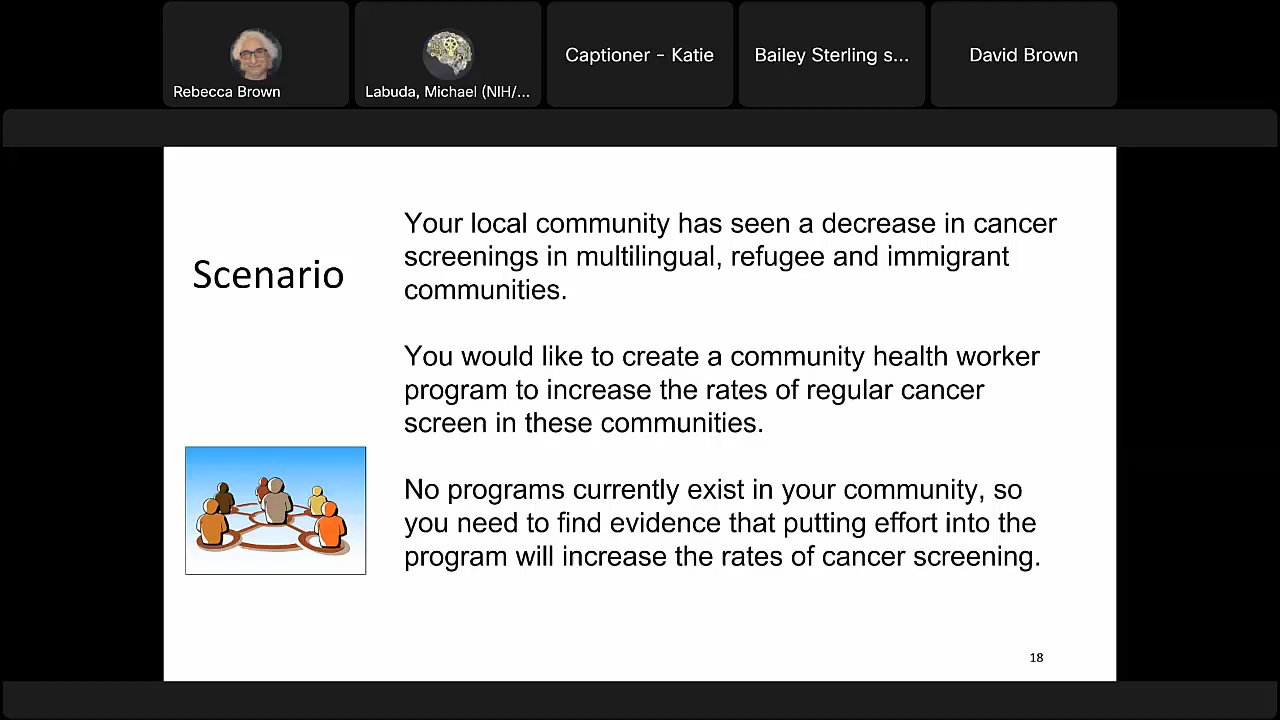 Rebecca Brown
Labuda, Michael (NIH/...
Captioner - Katie
Bailey Sterling s...
David Brown
Scenario
Your local community has seen a decrease in cancer
screenings in multilingual, refugee and immigrant
communities.
You would like to create a community health worker
program to increase the rates of regular cancer
screen in these communities.
No programs currently exist in your community, so
you need to find evidence that putting effort into the
program will increase the rates of cancer screening.
18